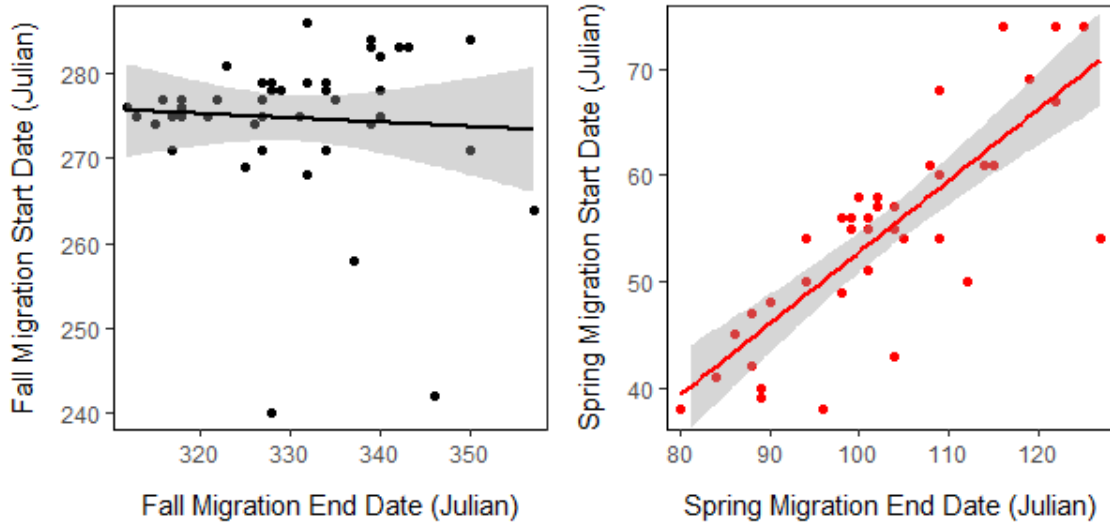 Fall Migration Start Date (Julian)
280
270
260
250
240
320 330 340 350
Fall Migration End Date (Julian)
Spring Migration Start Date (Julian)
70
60
50
40
80 90 100 110 120
Spring Migration End Date (Julian)